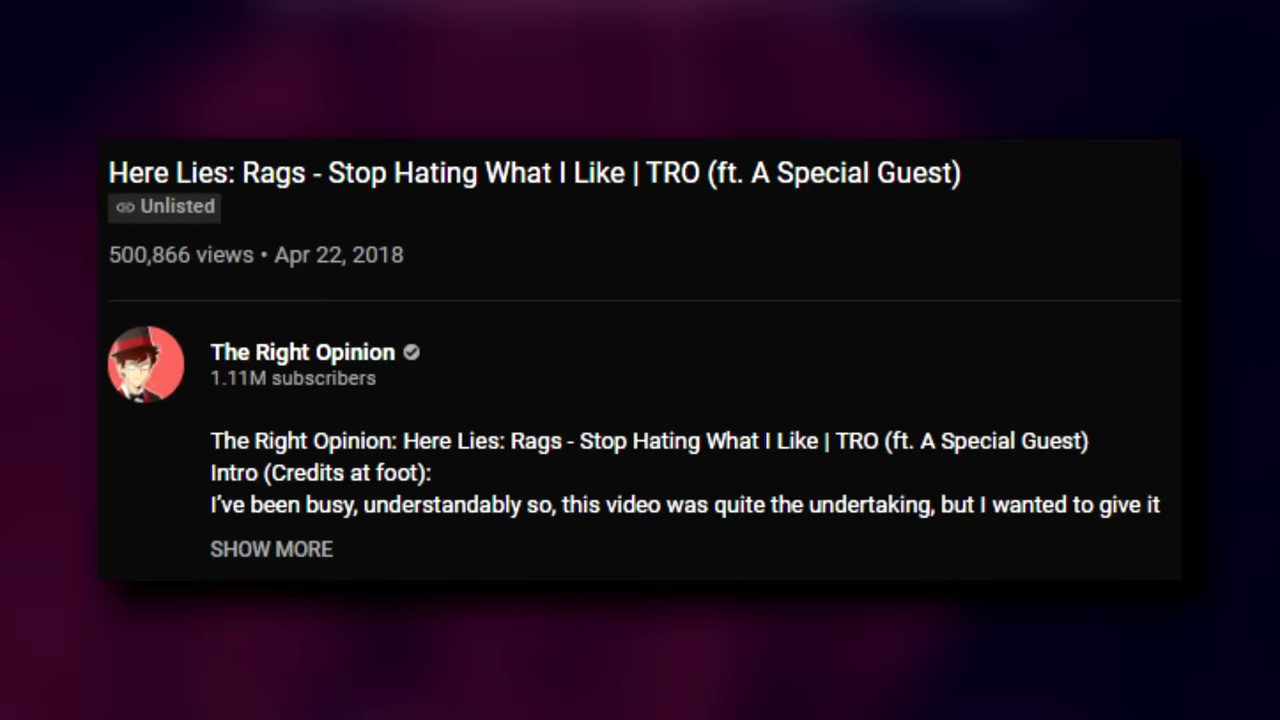 Here Lies: Rags - Stop Hating What I Like | TRO (ft. A Special Guest)
Unlisted
500,866 views • Apr 22, 2018
The Right Opinion
1.11M subscribers
The Right Opinion: Here Lies: Rags - Stop Hating What I Like | TRO (ft. A Special Guest)
Intro (Credits at foot):
I’ve been busy, understandably so, this video was quite the undertaking, but I wanted to give it
SHOW MORE